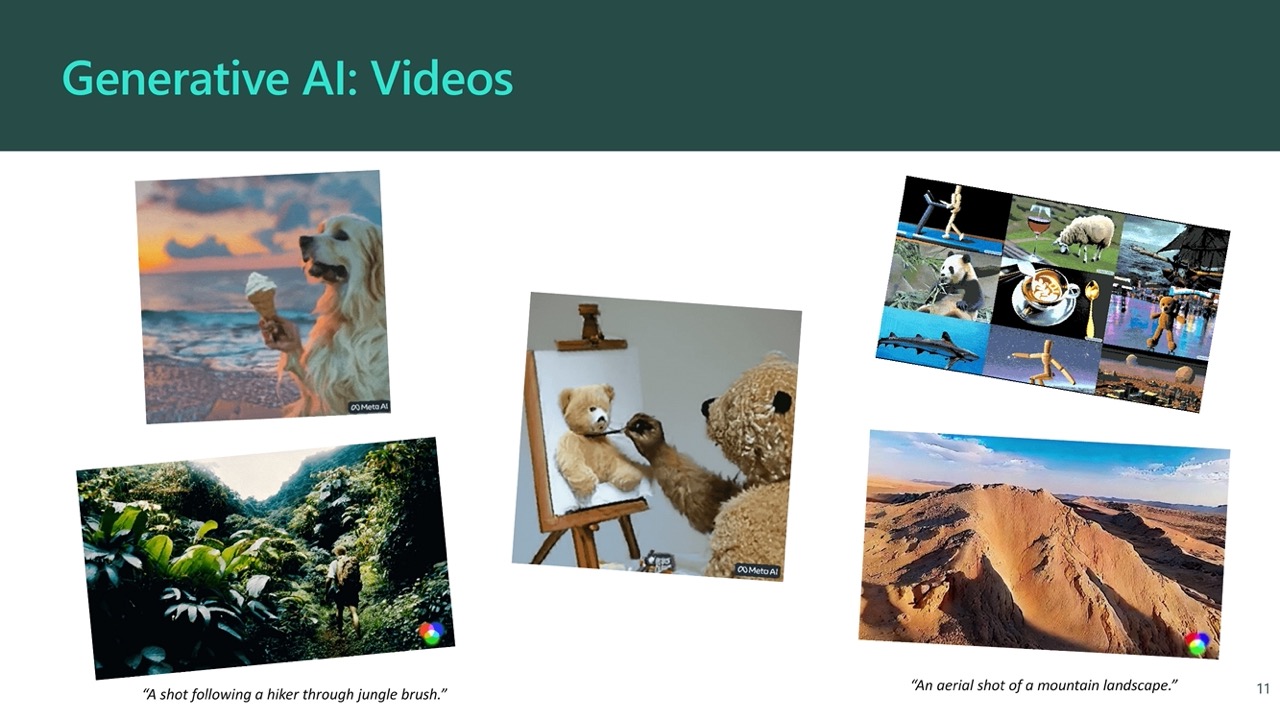 Generative AI: Videos
Meta AI
Meta AI
“A shot following a hiker through jungle brush.”
“An aerial shot of a mountain landscape.”
11